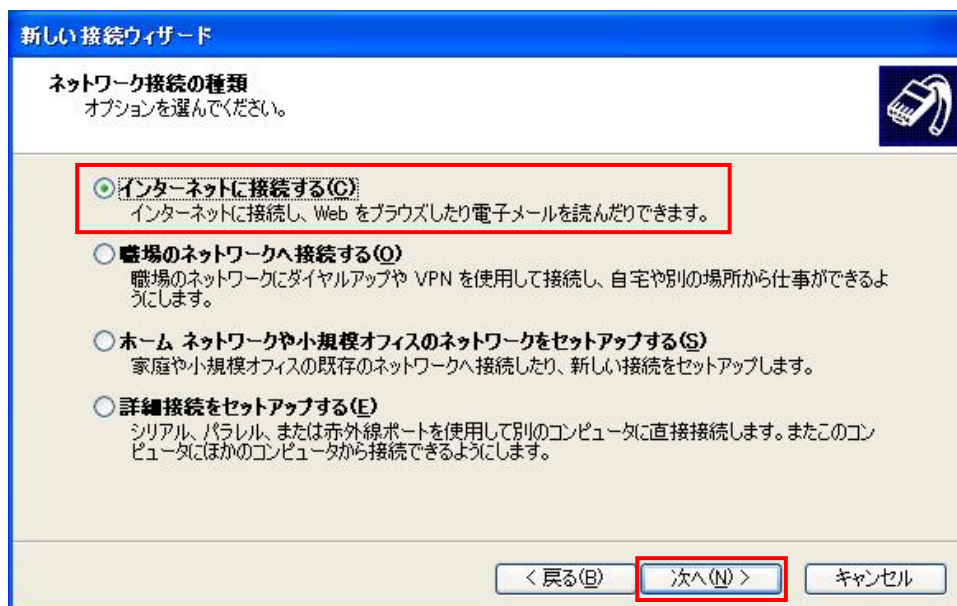 新しい接続ウィザード
ネットワーク接続の種類
オプションを選んでください。
インターネットに接続する(C)
インターネットに接続し、Web をブラウズしたり電子メールを読んだりできます。
職場のネットワークへ接続する(O)
職場のネットワークにダイヤルアップや VPN を使用して接続し、自宅や別の場所から仕事ができるよ
うにします。
ホーム ネットワークや小規模オフィスのネットワークをセットアップする(S)
家庭や小規模オフィスの既存のネットワークへ接続したり、新しい接続をセットアップします。
詳細接続をセットアップする(E)
シリアル、パラレル、または赤外線ポートを使用して別のコンピュータに直接接続します。またこのコン
ピュータにほかのコンピュータから接続できるようにします。
< 戻る(B) 次へ(N) > キャンセル